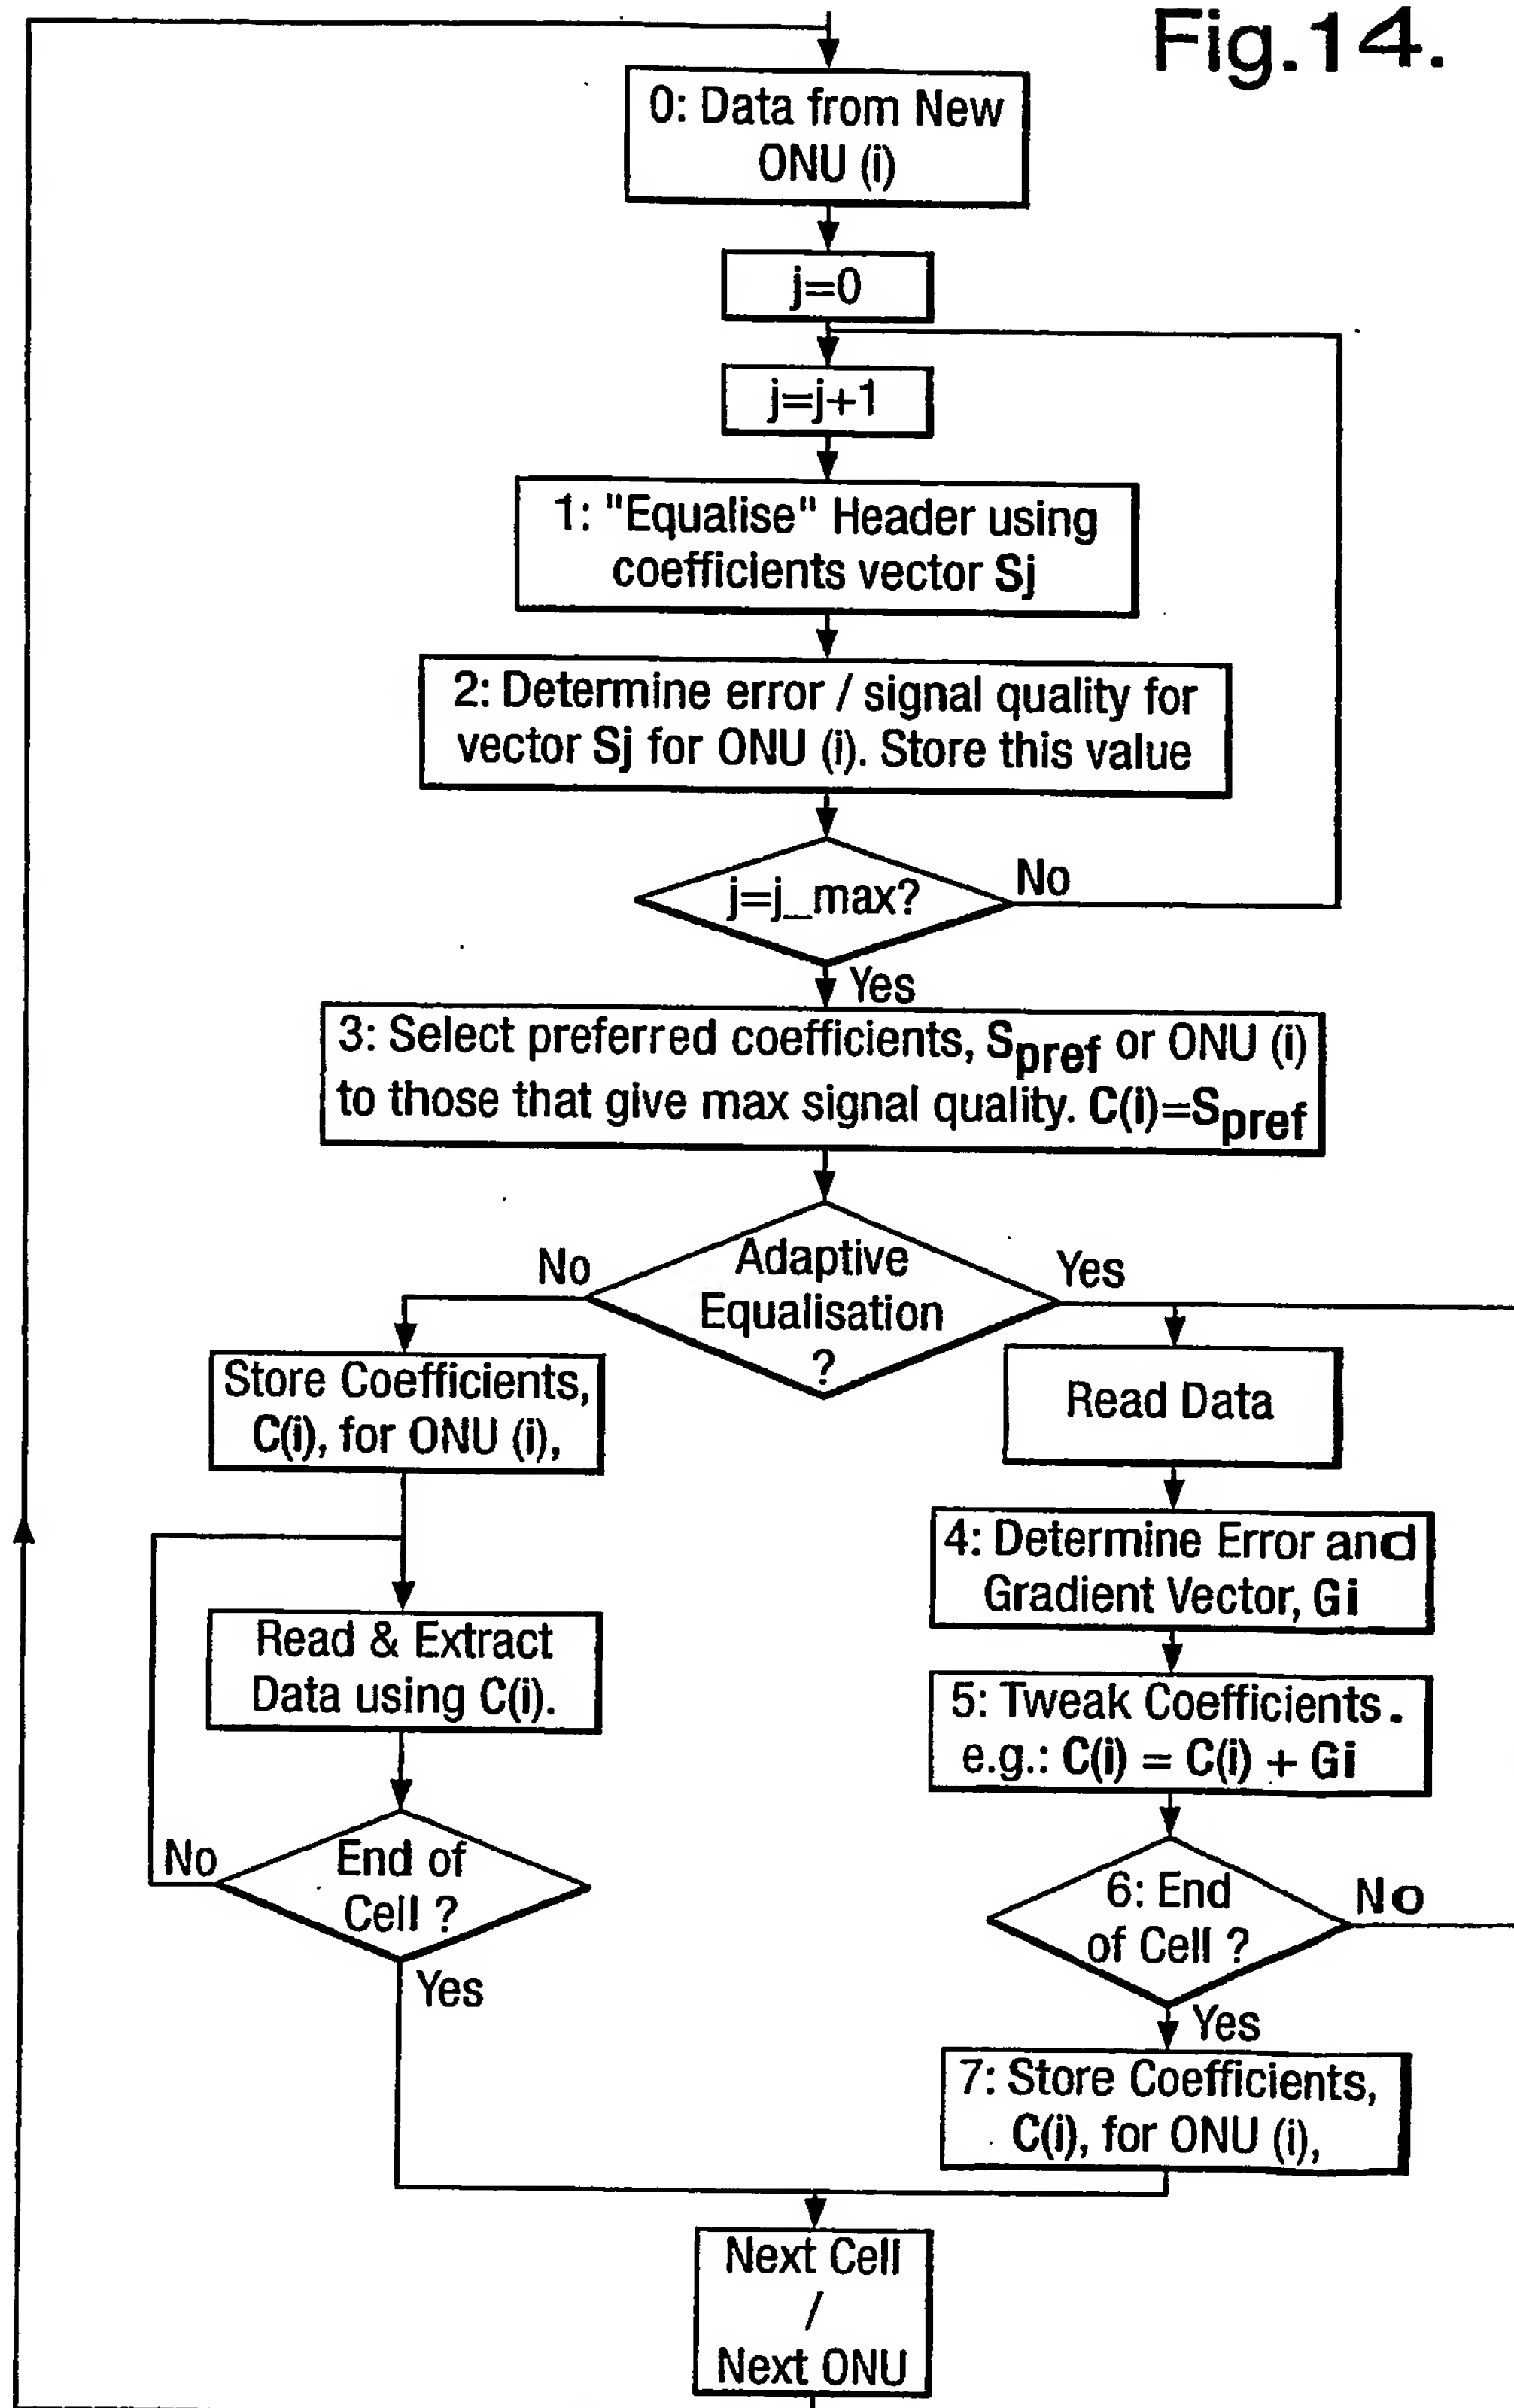 Fig.14.
0: Data from New
ONU (i)
j=0
j=j+1
1: "Equalise" Header using
coefficients vector Sj
2: Determine error / signal quality for
vector Sj for ONU (i). Store this value
j=j_max?
No
Yes
3: Select preferred coefficients, Spref or ONU (i)
to those that give max signal quality. C(i)=Spref
Adaptive
Equalisation
?
No
Yes
Store Coefficients,
C(i), for ONU (i),
Read & Extract
Data using C(i).
End of
Cell ?
No
Yes
Read Data
4: Determine Error and
Gradient Vector, Gi
5: Tweak Coefficients.
e.g.: C(i) = C(i) + Gi
6: End
of Cell ?
No
Yes
7: Store Coefficients,
C(i), for ONU (i),
Next Cell
/
Next ONU